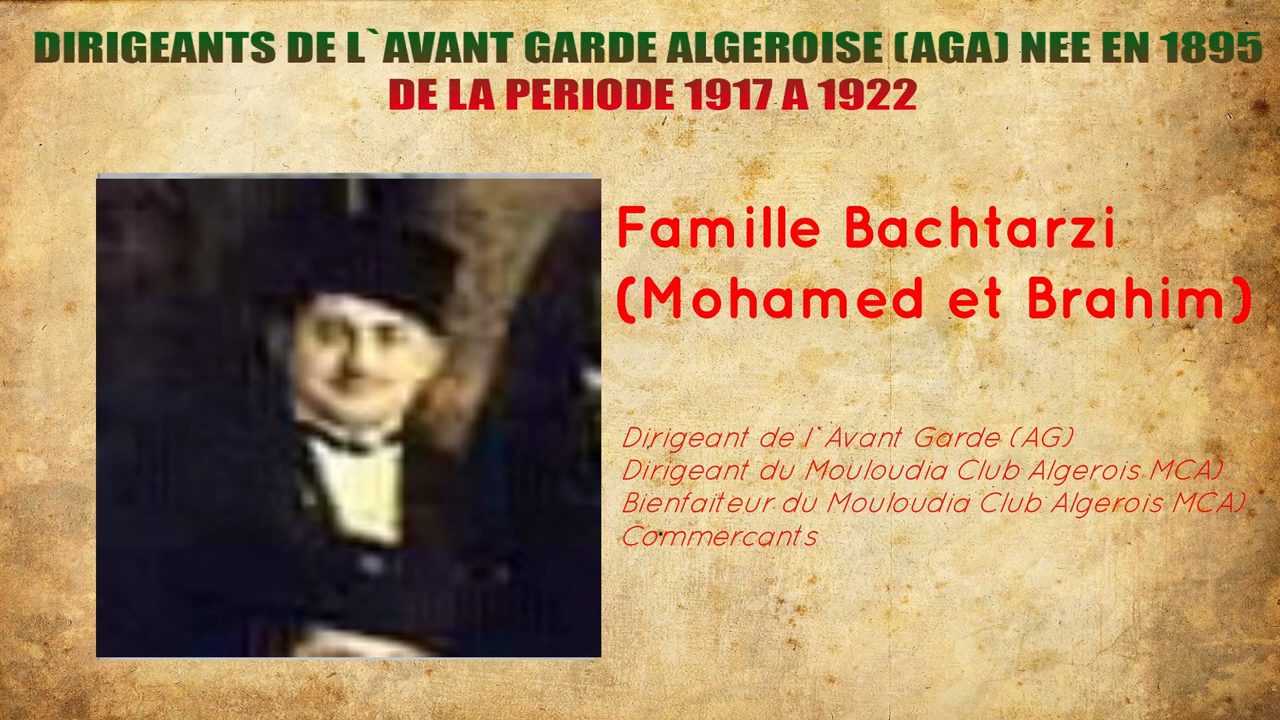 DIRIGEANTS DE L`AVANT GARDE ALGEROISE (AGA) NEE EN 1895
DE LA PERIODE 1917 A 1922
Famille Bachtarzi
(Mohamed et Brahim)
Dirigeant de l`Avant Garde (AG)
Dirigeant du Mouloudia Club Algerois MCA)
Bienfaiteur du Mouloudia Club Algerois MCA)
Commercants